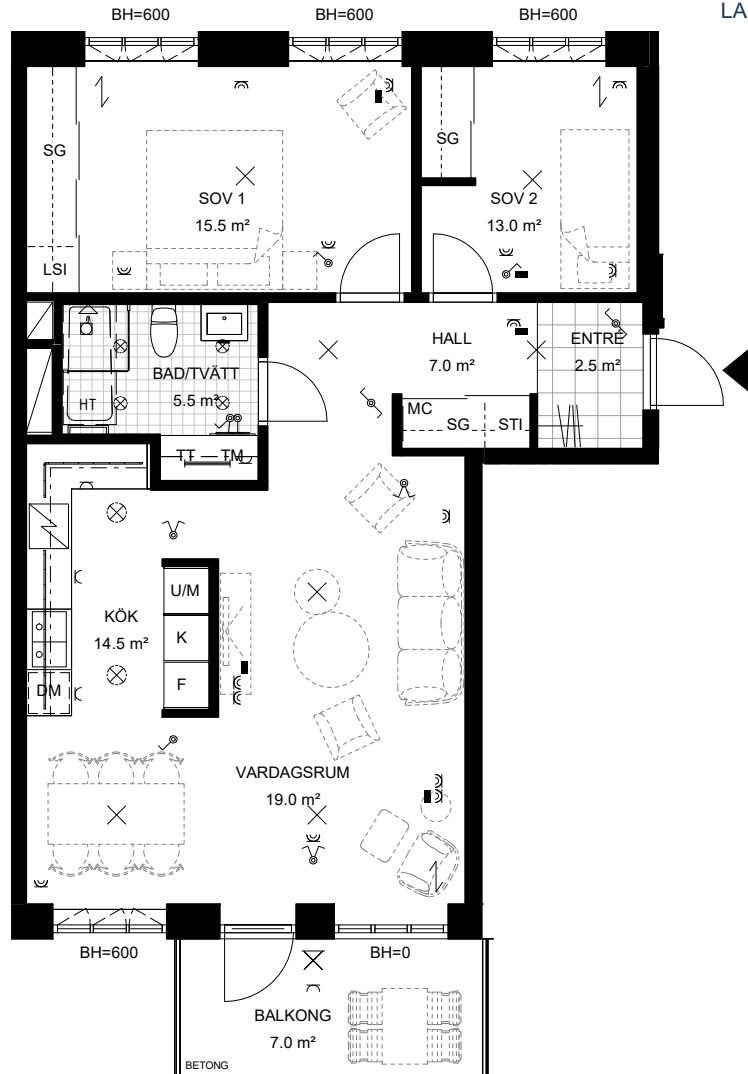 LA
BH=600
BH=600
BH=600
SG
SG
SOV 1
15.5 m²
SOV 2
13.0 m²
LSI
HALL
7.0 m²
ENTRÉ
2.5 m²
BAD/TVÄTT
5.5 m²
HT
MC
SG
STI
TT
TM
U/M
KÖK
14.5 m²
K
F
DM
VARDAGSRUM
19.0 m²
BH=600
BH=0
BALKONG
7.0 m²
BETONG